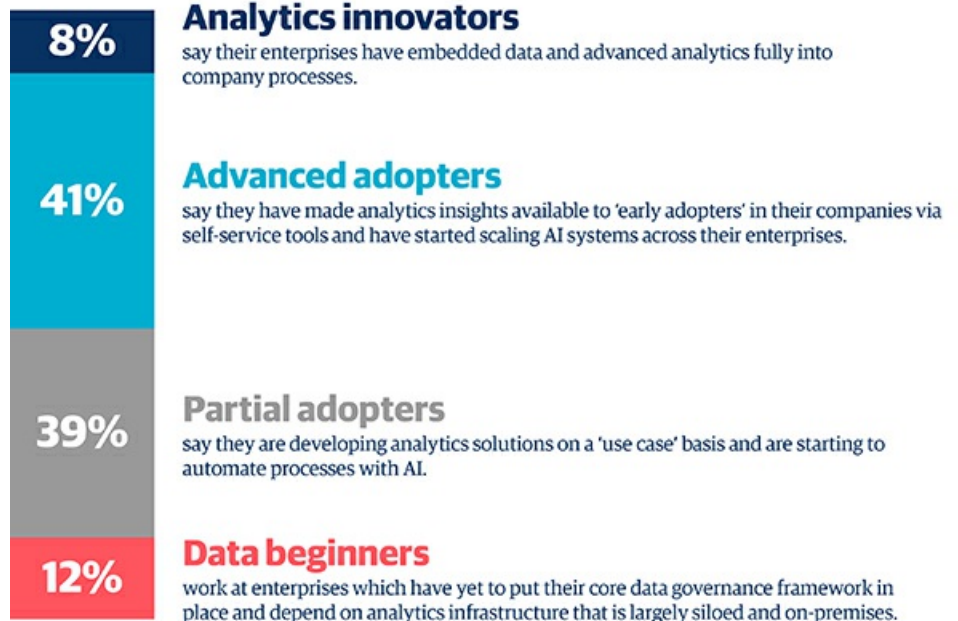 8%
Analytics innovators
say their enterprises have embedded data and advanced analytics fully into
company processes.
41%
Advanced adopters
say they have made analytics insights available to ‘early adopters’ in their companies via
self-service tools and have started scaling AI systems across their enterprises.
39%
Partial adopters
say they are developing analytics solutions on a ‘use case’ basis and are starting to
automate processes with AI.
12%
Data beginners
work at enterprises which have yet to put their core data governance framework in
place and depend on analytics infrastructure that is largely siloed and on-premises.